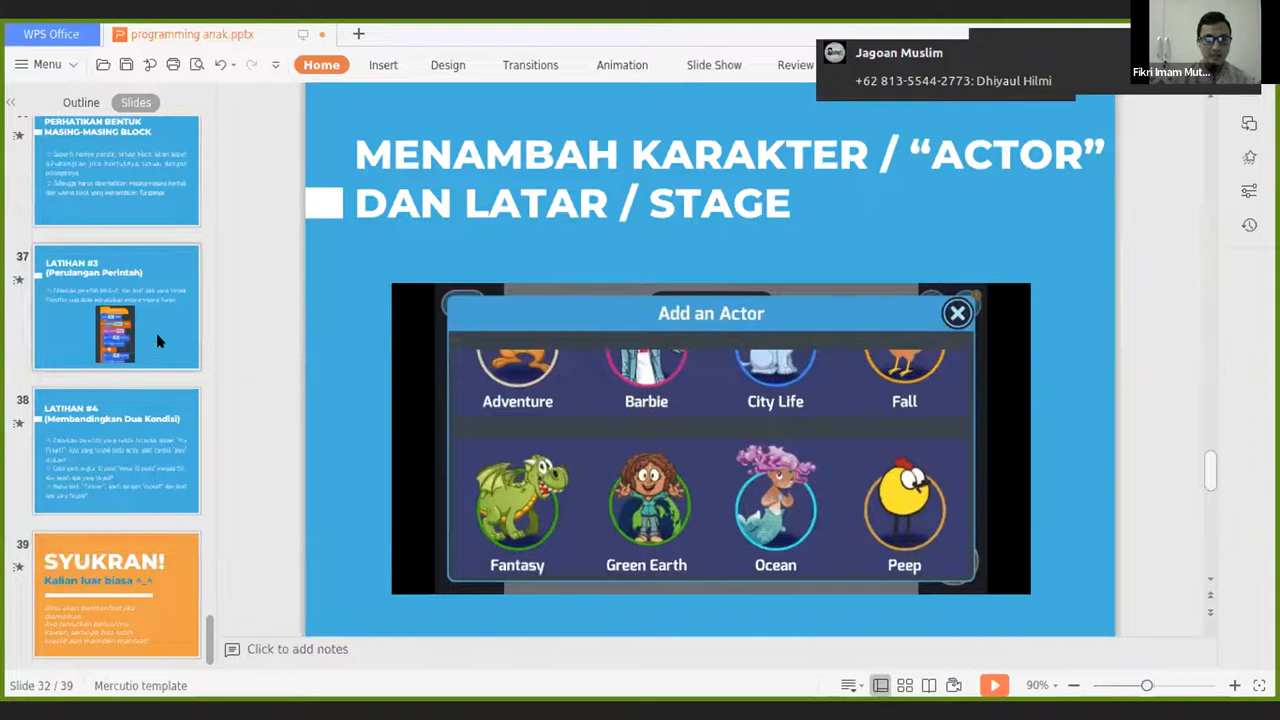 WPS Office
programming anak.pptx
Menu
Home
Insert
Design
Transitions
Animation
Slide Show
Review
Jagoan Muslim
+62 813-5544-2773: Dhiyaul Hilmi
Fikri Imam Mut...
Outline
Slides
PERHATIKAN BENTUK
MASING-MASING BLOCK
37
LATIHAN #3
(Perulangan Perintah)
38
LATIHAN #4
(Membandingkan Dua Kondisi)
39
SYUKRAN!
Kalian luar biasa ^_^
MENAMBAH KARAKTER / “ACTOR”
DAN LATAR / STAGE
Add an Actor
Adventure
Barbie
City Life
Fall
Fantasy
Green Earth
Ocean
Peep
Click to add notes
Slide 32 / 39
Mercutio template
90%